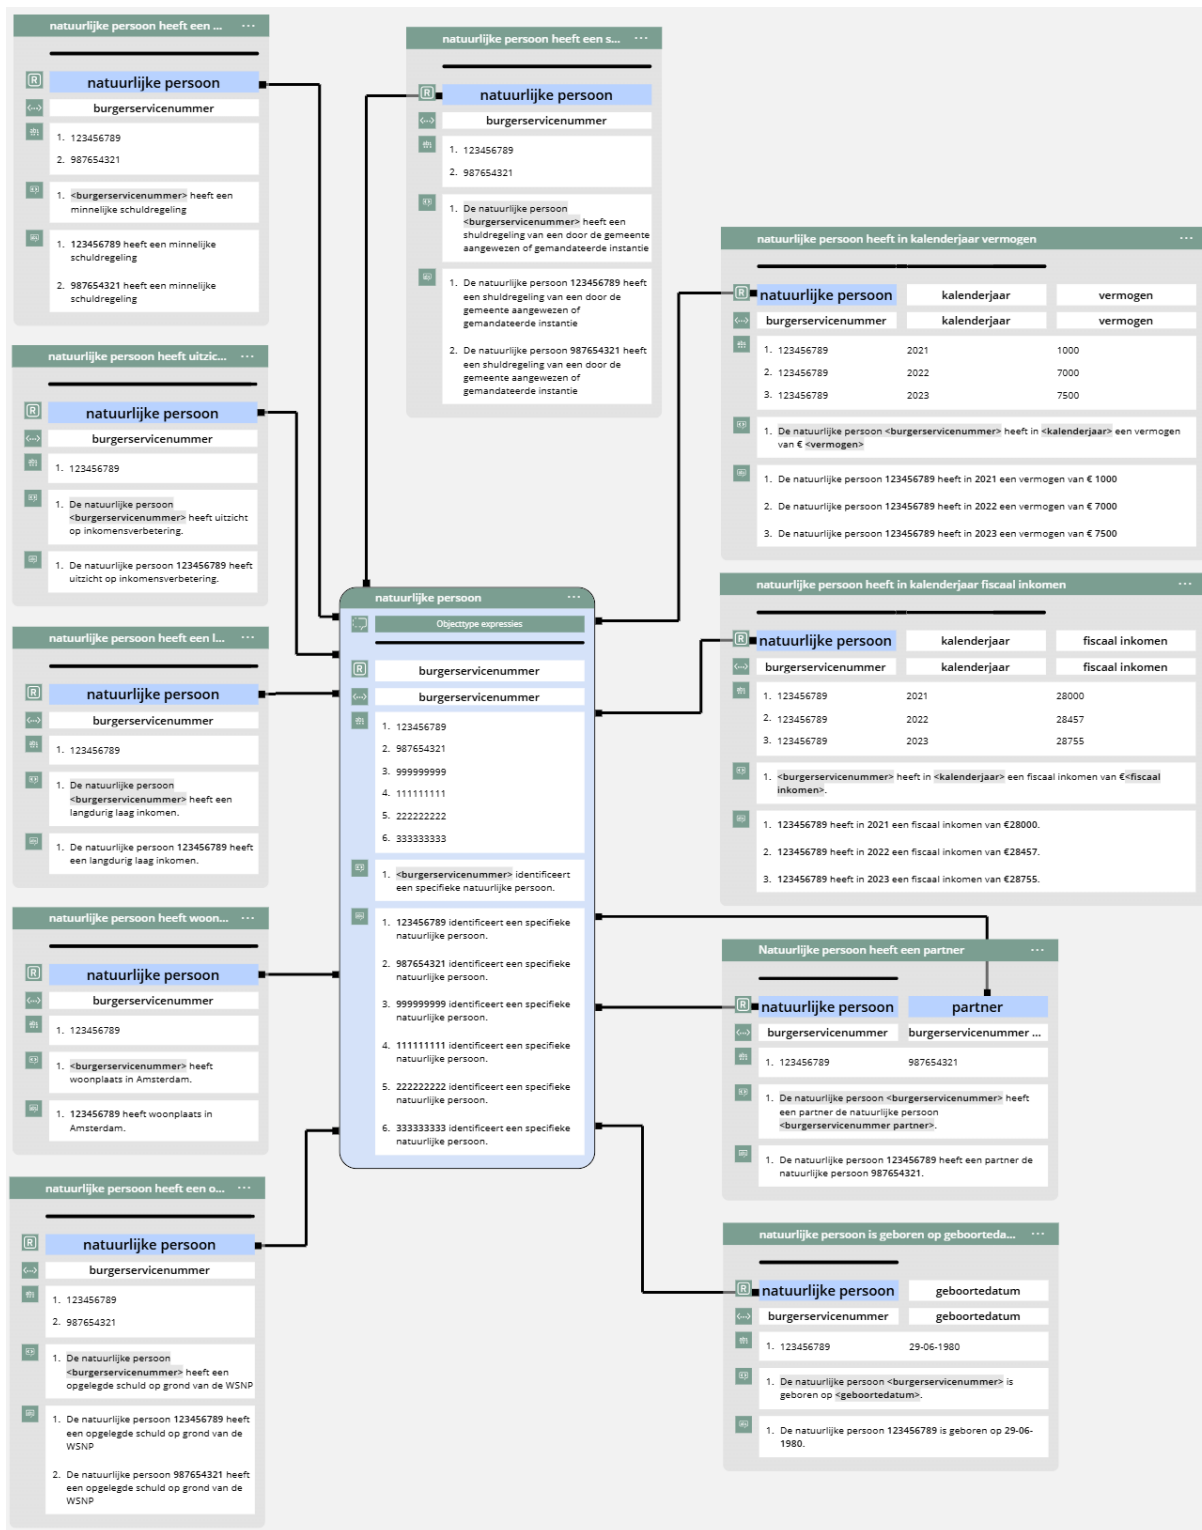 natuurlijke persoon heeft een ...
natuurlijke persoon
burgerservicenummer
1. 123456789
2. 987654321
1. <burgerservicenummer> heeft een
minnelijke schuldregeling
1. 123456789 heeft een minnelijke
schuldregeling
2. 987654321 heeft een minnelijke
schuldregeling
natuurlijke persoon heeft een s...
natuurlijke persoon
burgerservicenummer
1. 123456789
2. 987654321
1. De natuurlijke persoon
<burgerservicenummer> heeft een
shuldregeling van een door de gemeente
aangewezen of gemandateerde instantie
1. De natuurlijke persoon 123456789 heeft
een shuldregeling van een door de
gemeente aangewezen of
gemandateerde instantie
2. De natuurlijke persoon 987654321 heeft
een shuldregeling van een door de
gemeente aangewezen of
gemandateerde instantie
natuurlijke persoon heeft in kalenderjaar vermogen
natuurlijke persoon kalenderjaar vermogen
burgerservicenummer kalenderjaar vermogen
1. 123456789 2021 1000
2. 123456789 2022 7000
3. 123456789 2023 7500
1. De natuurlijke persoon <burgerservicenummer> heeft in <kalenderjaar> een vermogen
van € <vermogen>
1. De natuurlijke persoon 123456789 heeft in 2021 een vermogen van € 1000
2. De natuurlijke persoon 123456789 heeft in 2022 een vermogen van € 7000
3. De natuurlijke persoon 123456789 heeft in 2023 een vermogen van € 7500
natuurlijke persoon heeft uitzic...
natuurlijke persoon
burgerservicenummer
1. 123456789
1. De natuurlijke persoon
<burgerservicenummer> heeft uitzicht
op inkomensverbetering.
1. De natuurlijke persoon 123456789 heeft
uitzicht op inkomensverbetering.
natuurlijke persoon
Objecttype expressies
burgerservicenummer
burgerservicenummer
1. 123456789
2. 987654321
3. 999999999
4. 111111111
5. 222222222
6. 333333333
1. <burgerservicenummer> identificeert
een specifieke natuurlijke persoon.
1. 123456789 identificeert een specifieke
natuurlijke persoon.
2. 987654321 identificeert een specifieke
natuurlijke persoon.
3. 999999999 identificeert een specifieke
natuurlijke persoon.
4. 111111111 identificeert een specifieke
natuurlijke persoon.
5. 222222222 identificeert een specifieke
natuurlijke persoon.
6. 333333333 identificeert een specifieke
natuurlijke persoon.
natuurlijke persoon heeft in kalenderjaar fiscaal inkomen
natuurlijke persoon kalenderjaar fiscaal inkomen
burgerservicenummer kalenderjaar fiscaal inkomen
1. 123456789 2021 28000
2. 123456789 2022 28457
3. 123456789 2023 28755
1. <burgerservicenummer> heeft in <kalenderjaar> een fiscaal inkomen van €<fiscaal
inkomen>.
1. 123456789 heeft in 2021 een fiscaal inkomen van €28000.
2. 123456789 heeft in 2022 een fiscaal inkomen van €28457.
3. 123456789 heeft in 2023 een fiscaal inkomen van €28755.
natuurlijke persoon heeft een l...
natuurlijke persoon
burgerservicenummer
1. 123456789
1. De natuurlijke persoon
<burgerservicenummer> heeft een
langdurig laag inkomen.
1. De natuurlijke persoon 123456789 heeft
een langdurig laag inkomen.
natuurlijke persoon heeft woon...
natuurlijke persoon
burgerservicenummer
1. 123456789
1. <burgerservicenummer> heeft
woonplaats in Amsterdam.
1. 123456789 heeft woonplaats in
Amsterdam.
Natuurlijke persoon heeft een partner
natuurlijke persoon partner
burgerservicenummer burgerservicenummer ...
1. 123456789 987654321
1. De natuurlijke persoon <burgerservicenummer> heeft
een partner de natuurlijke persoon
<burgerservicenummer partner>.
1. De natuurlijke persoon 123456789 heeft een partner de
natuurlijke persoon 987654321.
natuurlijke persoon heeft een o...
natuurlijke persoon
burgerservicenummer
1. 123456789
2. 987654321
1. De natuurlijke persoon
<burgerservicenummer> heeft een
opgelegde schuld op grond van de WSNP
1. De natuurlijke persoon 123456789 heeft
een opgelegde schuld op grond van de
WSNP
2. De natuurlijke persoon 987654321 heeft
een opgelegde schuld op grond van de
WSNP
natuurlijke persoon is geboren op geboorteda...
natuurlijke persoon geboortedatum
burgerservicenummer geboortedatum
1. 123456789 29-06-1980
1. De natuurlijke persoon <burgerservicenummer> is
geboren op <geboortedatum>.
1. De natuurlijke persoon 123456789 is geboren op 29-06-
1980.